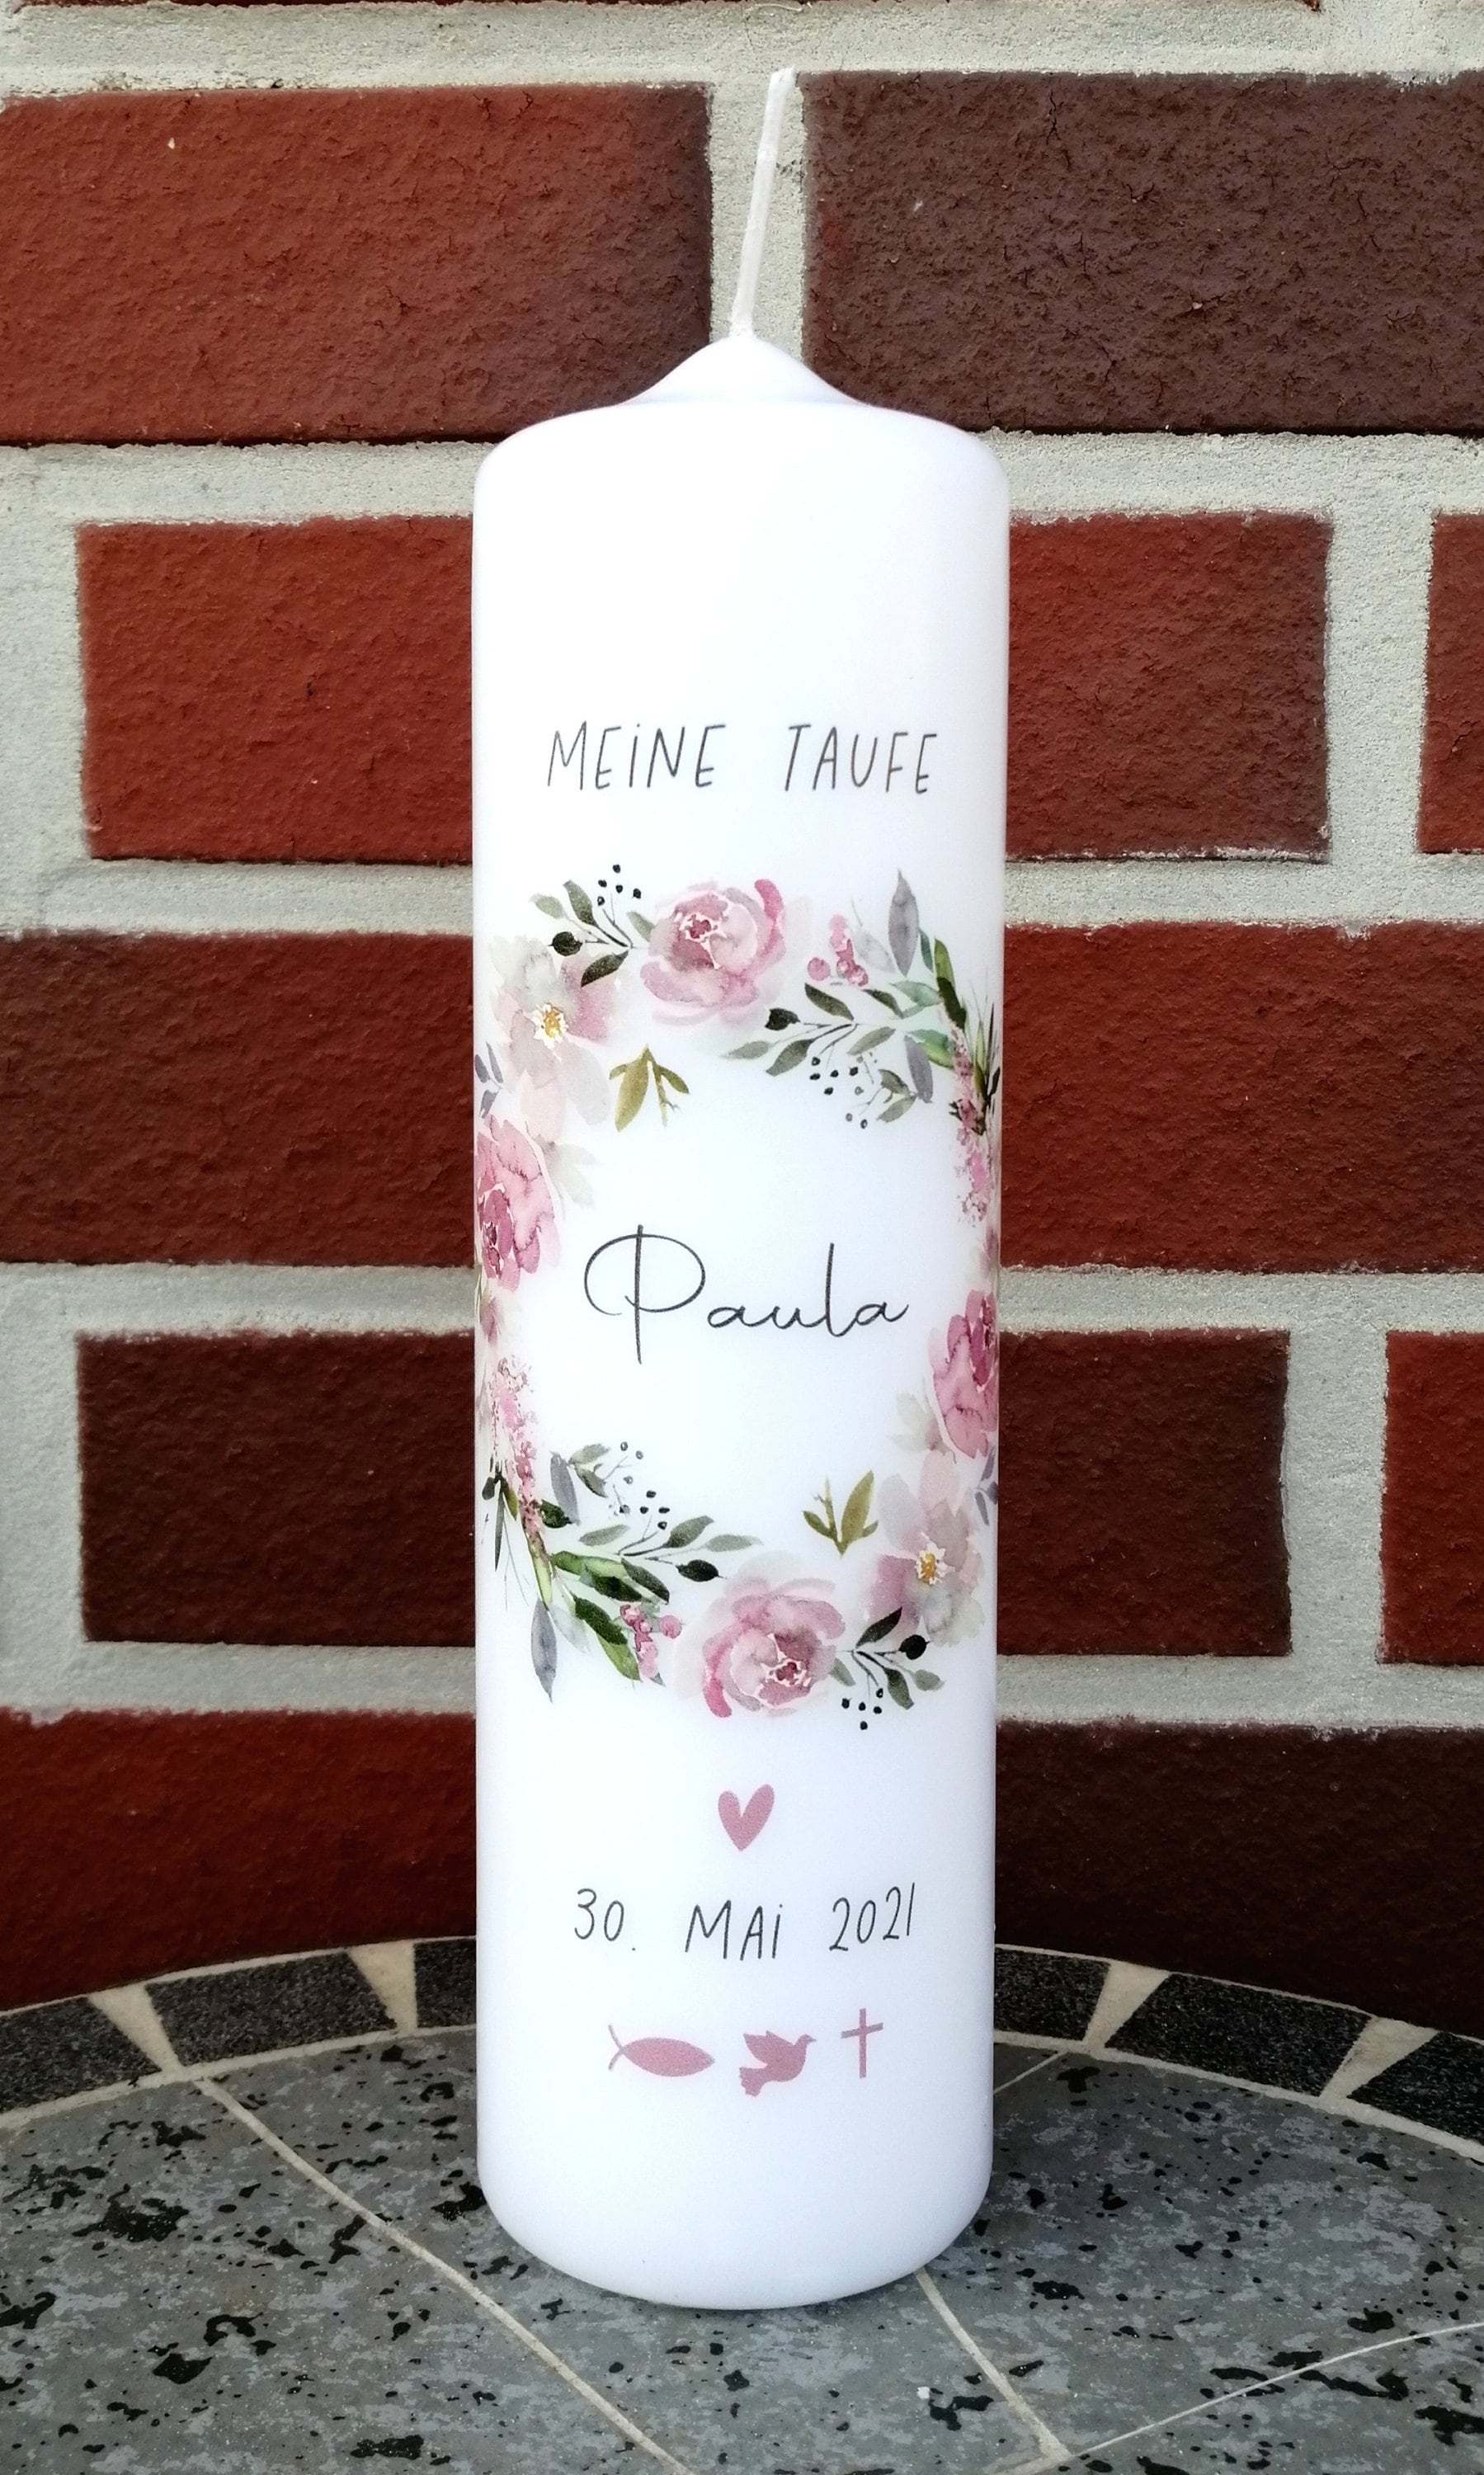 MEINE TAUFE
Paula
30. MAI 2021